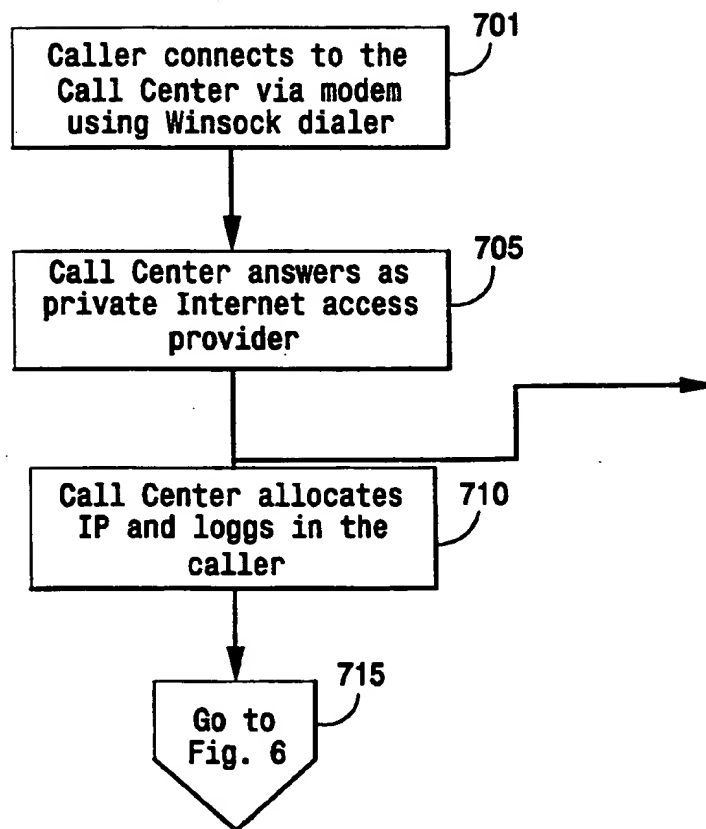 701
Caller connects to the
Call Center via modem
using Winsock dialer
705
Call Center answers as
private Internet access
provider
710
Call Center allocates
IP and loggs in the
caller
715
Go to
Fig. 6